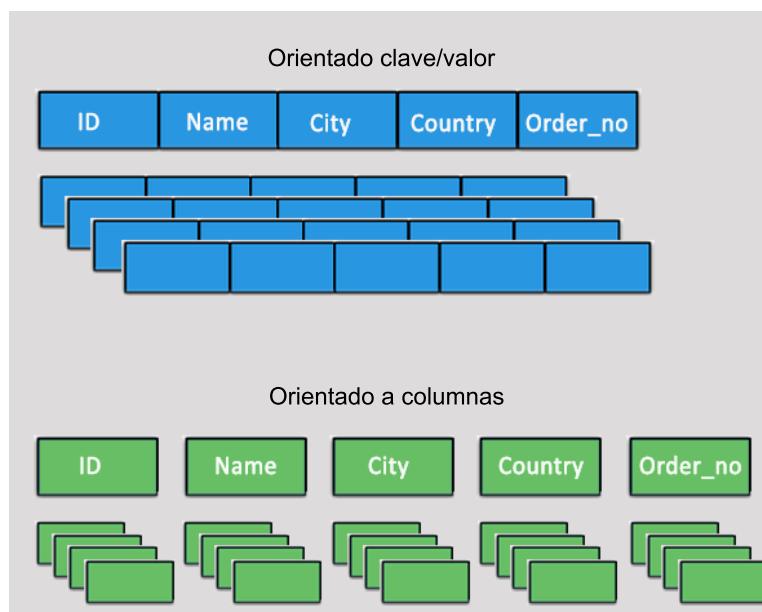 Orientado clave/valor
ID Name City Country Order_no
Orientado a columnas
ID Name City Country Order_no